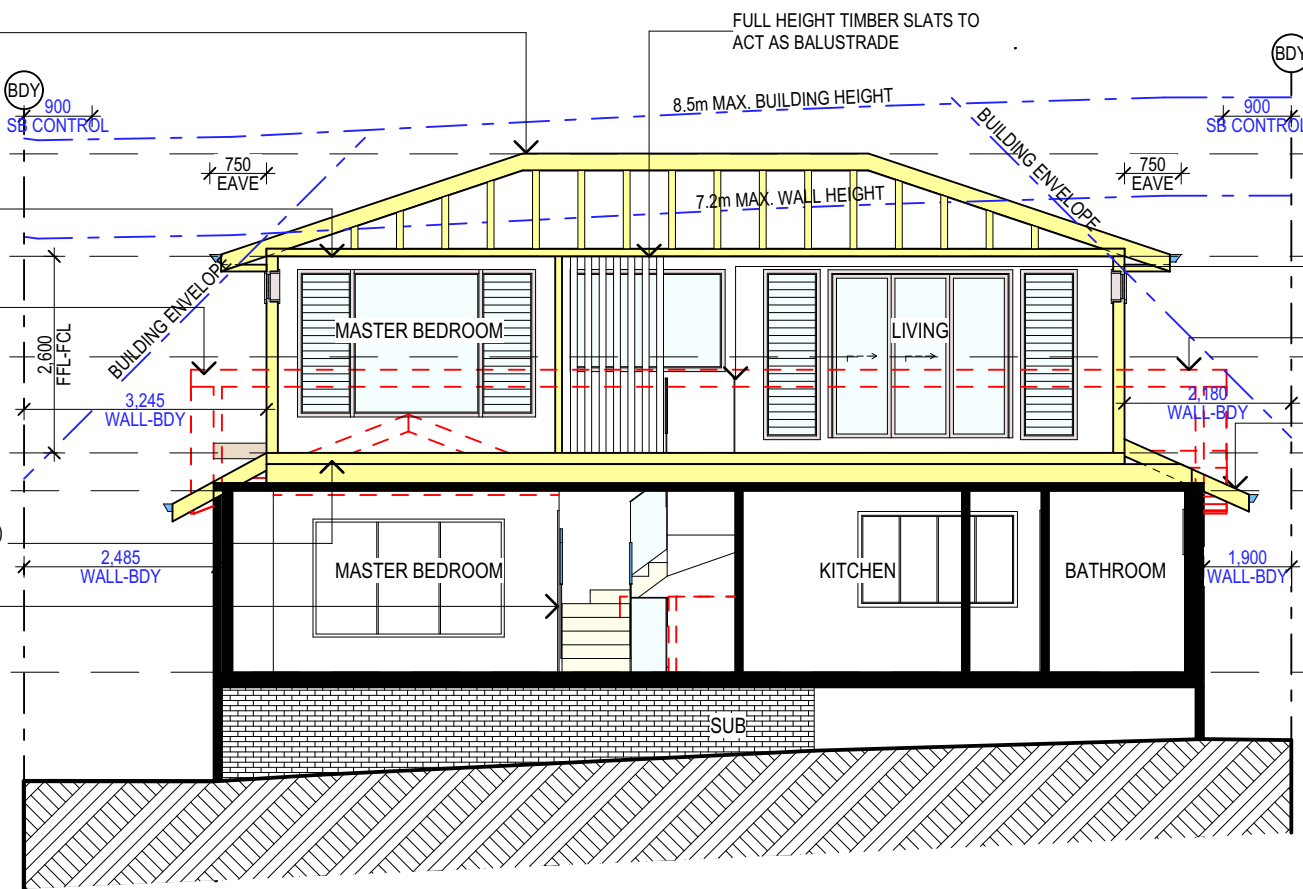 FULL HEIGHT TIMBER SLATS TO
ACT AS BALUSTRADE
BDY
BDY
900
SB CONTROL
8.5m MAX. BUILDING HEIGHT
900
SB CONTROL
BUILDING ENVELOPE
750
EAVE
750
EAVE
7.2m MAX. WALL HEIGHT
BUILDING ENVELOPE
2,600
FFL-FCL
MASTER BEDROOM
LIVING
3,245
WALL-BDY
2,180
WALL-BDY
2,485
WALL-BDY
MASTER BEDROOM
KITCHEN
BATHROOM
1,900
WALL-BDY
SUB